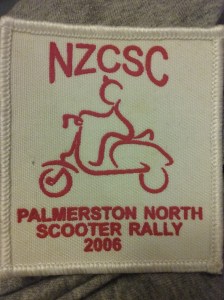 NZCSC
PALMERSTON NORTH
SCOOTER RALLY
2006